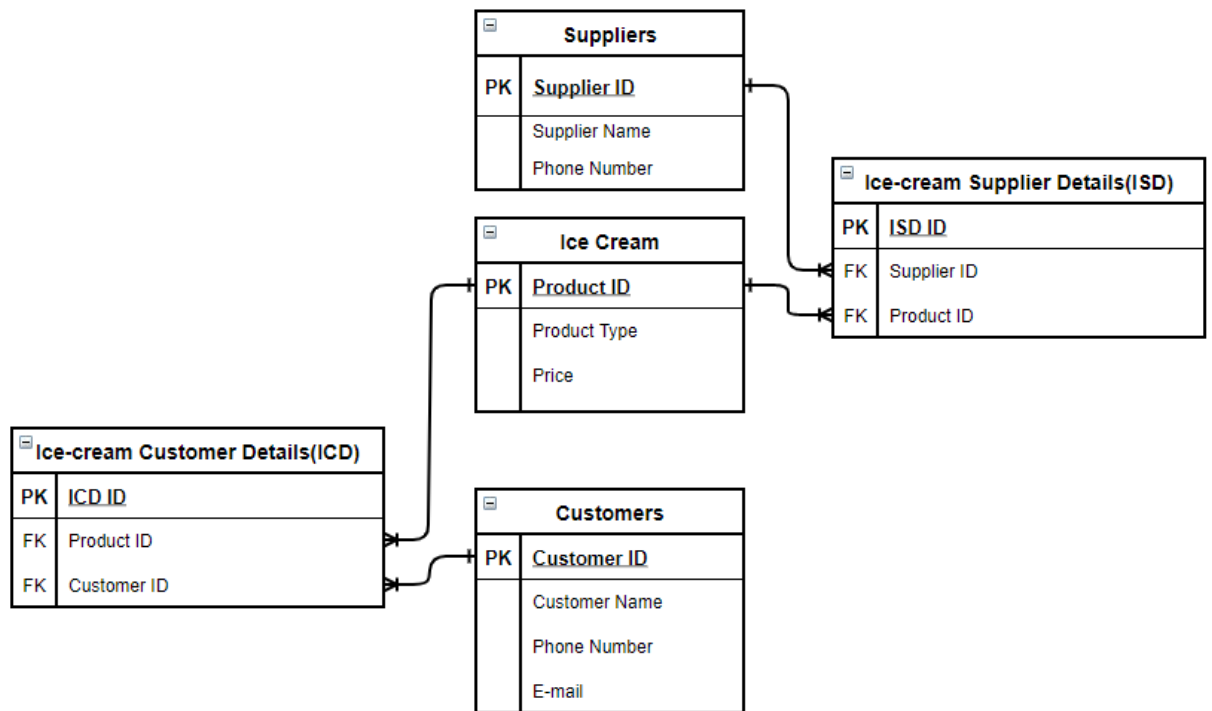 Suppliers
PK Supplier ID
Supplier Name
Phone Number
Ice-cream Supplier Details(ISD)
PK ISD ID
FK Supplier ID
FK Product ID
Ice Cream
PK Product ID
Product Type
Price
Ice-cream Customer Details(ICD)
PK ICD ID
FK Product ID
FK Customer ID
Customers
PK Customer ID
Customer Name
Phone Number
E-mail